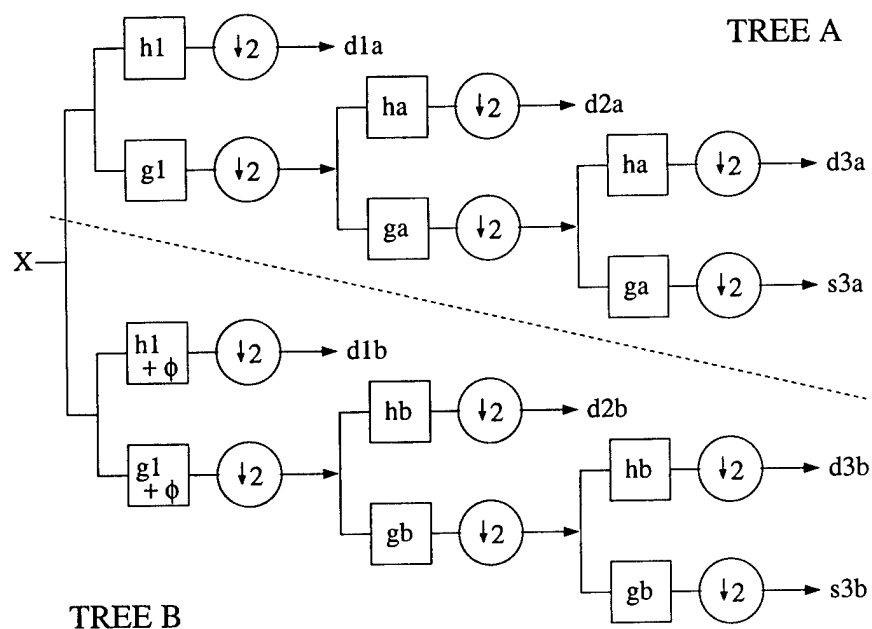 TREE A
h1 ↓2 d1a
ha ↓2 d2a
g1 ↓2
ha ↓2 d3a
ga ↓2
ga ↓2 s3a
X
h1
+ ϕ
↓2 d1b
hb ↓2 d2b
g1
+ ϕ
↓2
hb ↓2 d3b
gb ↓2
gb ↓2 s3b
TREE B